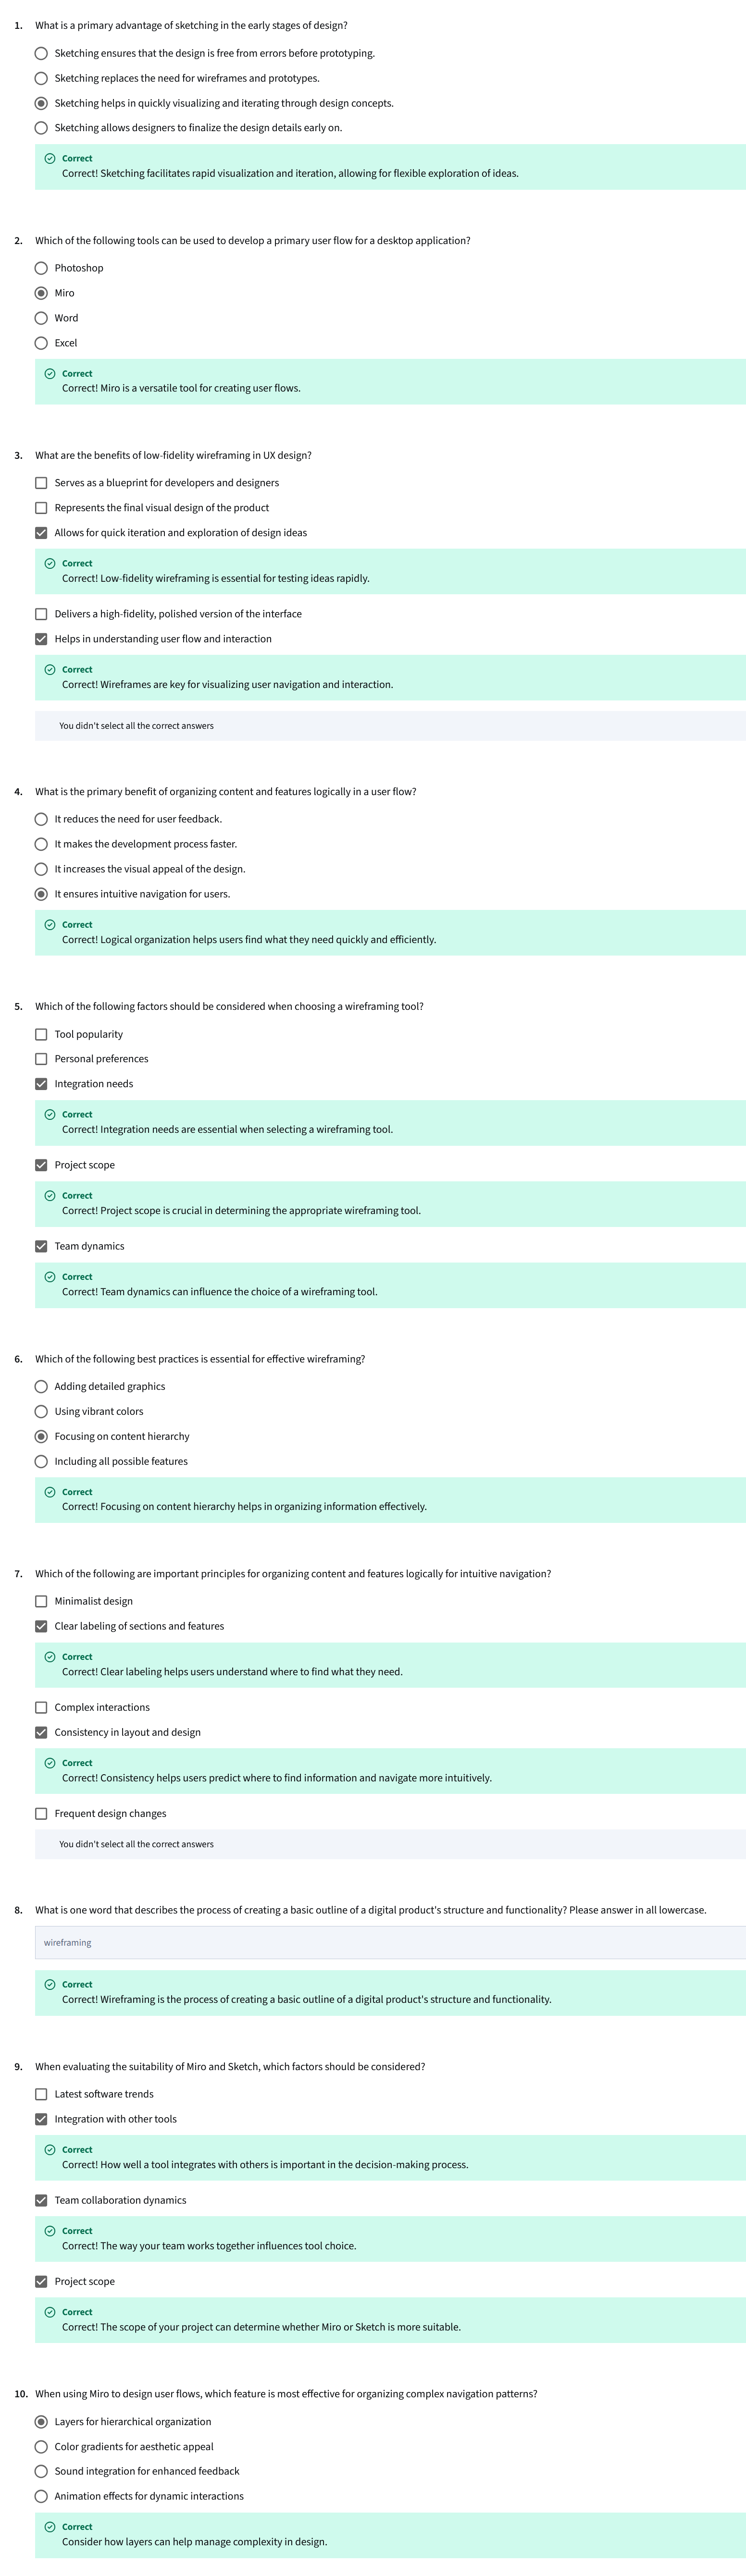 1. What is a primary advantage of sketching in the early stages of design?
Sketching ensures that the design is free from errors before prototyping.
Sketching replaces the need for wireframes and prototypes.
Sketching helps in quickly visualizing and iterating through design concepts.
Sketching allows designers to finalize the design details early on.
Correct
Correct! Sketching facilitates rapid visualization and iteration, allowing for flexible exploration of ideas.
2. Which of the following tools can be used to develop a primary user flow for a desktop application?
Photoshop
Miro
Word
Excel
Correct
Correct! Miro is a versatile tool for creating user flows.
3. What are the benefits of low-fidelity wireframing in UX design?
Serves as a blueprint for developers and designers
Represents the final visual design of the product
Allows for quick iteration and exploration of design ideas
Correct
Correct! Low-fidelity wireframing is essential for testing ideas rapidly.
Delivers a high-fidelity, polished version of the interface
Helps in understanding user flow and interaction
Correct
Correct! Wireframes are key for visualizing user navigation and interaction.
You didn't select all the correct answers
4. What is the primary benefit of organizing content and features logically in a user flow?
It reduces the need for user feedback.
It makes the development process faster.
It increases the visual appeal of the design.
It ensures intuitive navigation for users.
Correct
Correct! Logical organization helps users find what they need quickly and efficiently.
5. Which of the following factors should be considered when choosing a wireframing tool?
Tool popularity
Personal preferences
Integration needs
Correct
Correct! Integration needs are essential when selecting a wireframing tool.
Project scope
Correct
Correct! Project scope is crucial in determining the appropriate wireframing tool.
Team dynamics
Correct
Correct! Team dynamics can influence the choice of a wireframing tool.
6. Which of the following best practices is essential for effective wireframing?
Adding detailed graphics
Using vibrant colors
Focusing on content hierarchy
Including all possible features
Correct
Correct! Focusing on content hierarchy helps in organizing information effectively.
7. Which of the following are important principles for organizing content and features logically for intuitive navigation?
Minimalist design
Clear labeling of sections and features
Correct
Correct! Clear labeling helps users understand where to find what they need.
Complex interactions
Consistency in layout and design
Correct
Correct! Consistency helps users predict where to find information and navigate more intuitively.
Frequent design changes
You didn't select all the correct answers
8. What is one word that describes the process of creating a basic outline of a digital product's structure and functionality? Please answer in all lowercase.
wireframing
Correct
Correct! Wireframing is the process of creating a basic outline of a digital product's structure and functionality.
9. When evaluating the suitability of Miro and Sketch, which factors should be considered?
Latest software trends
Integration with other tools
Correct
Correct! How well a tool integrates with others is important in the decision-making process.
Team collaboration dynamics
Correct
Correct! The way your team works together influences tool choice.
Project scope
Correct
Correct! The scope of your project can determine whether Miro or Sketch is more suitable.
10. When using Miro to design user flows, which feature is most effective for organizing complex navigation patterns?
Layers for hierarchical organization
Color gradients for aesthetic appeal
Sound integration for enhanced feedback
Animation effects for dynamic interactions
Correct
Consider how layers can help manage complexity in design.